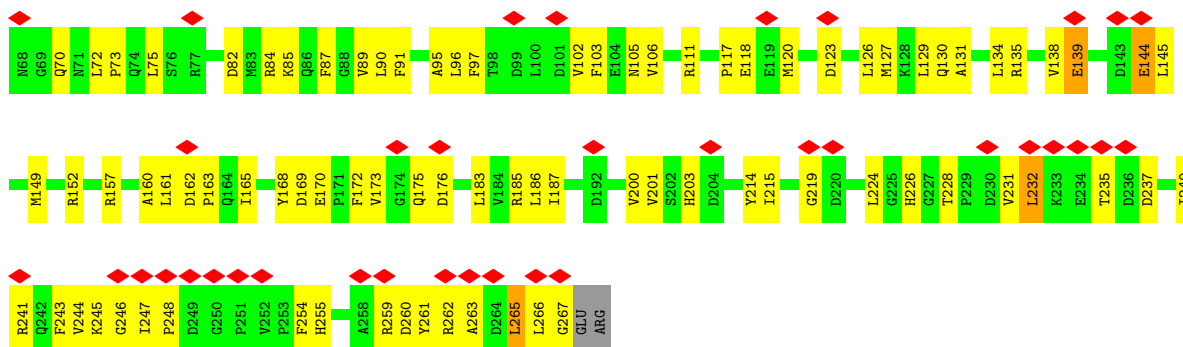 N68 G69 Q70 N71 L72 P73 Q74 L75 S76 R77 D82 M83 R84 K85 Q86 F87 G88 V89 L90 F91 A95 L96 F97 T98 D99 L100 D101 V102 F103 E104 N105 V106 R111 P117 E118 E119 M120 D123 L126 M127 K128 L129 Q130 A131 L134 R135 V138 E139 D143 E144 L145
M149 R152 R157 A160 L161 D162 P163 Q164 I165 Y168 D169 E170 P171 F172 V173 G174 Q175 D176 L183 V184 R185 L186 I187 D192 V200 V201 S202 H203 D204 Y214 I215 G219 D220 L224 G225 H226 G227 T228 P229 D230 V231 L232 K233 E234 T235 D236 D237
R241 Q242 F243 V244 K245 G246 I247 P248 D249 G250 P251 V252 P253 F254 H255 A258 R259 D260 Y261 R262 A263 D264 L265 L266 G267 GLU ARG